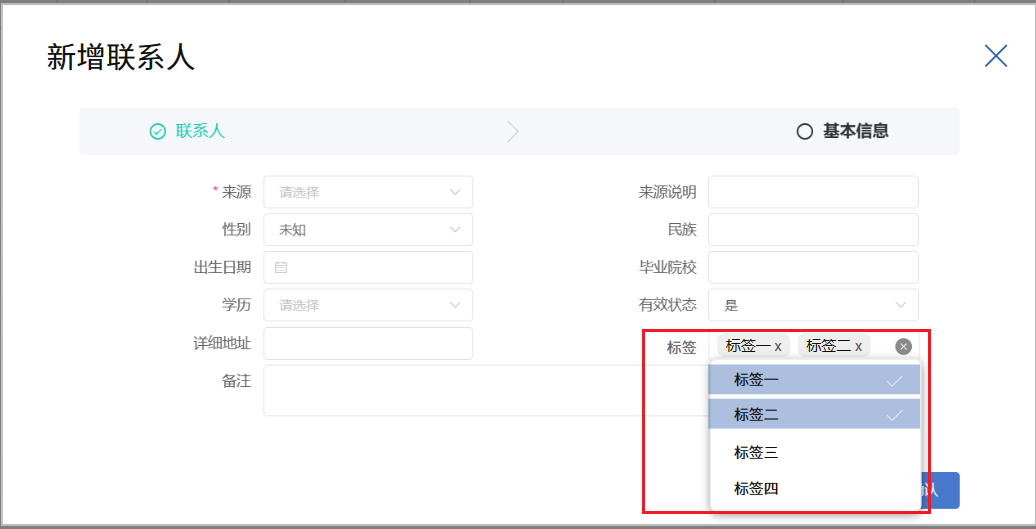 新增联系人
联系人
基本信息
* 来源 请选择 来源说明
性别 未知 民族
出生日期 毕业院校
学历 请选择 有效状态 是
详细地址 标签 标签一 x 标签二 x
备注 标签一
标签二
标签三
标签四
认